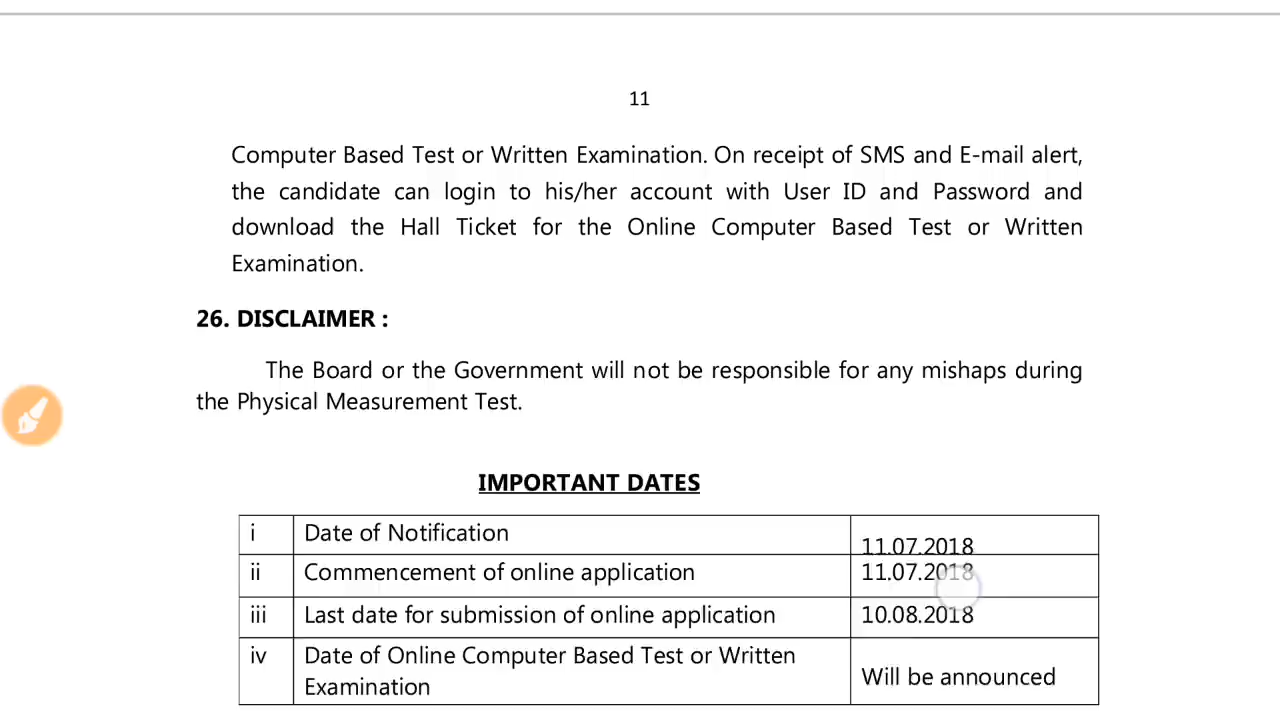 11
Computer Based Test or Written Examination. On receipt of SMS and E-mail alert,
the candidate can login to his/her account with User ID and Password and
download the Hall Ticket for the Online Computer Based Test or Written
Examination.
26. DISCLAIMER :
The Board or the Government will not be responsible for any mishaps during
the Physical Measurement Test.
IMPORTANT DATES
i Date of Notification 11.07.2018
ii Commencement of online application 11.07.2018
iii Last date for submission of online application 10.08.2018
iv Date of Online Computer Based Test or Written
Examination Will be announced